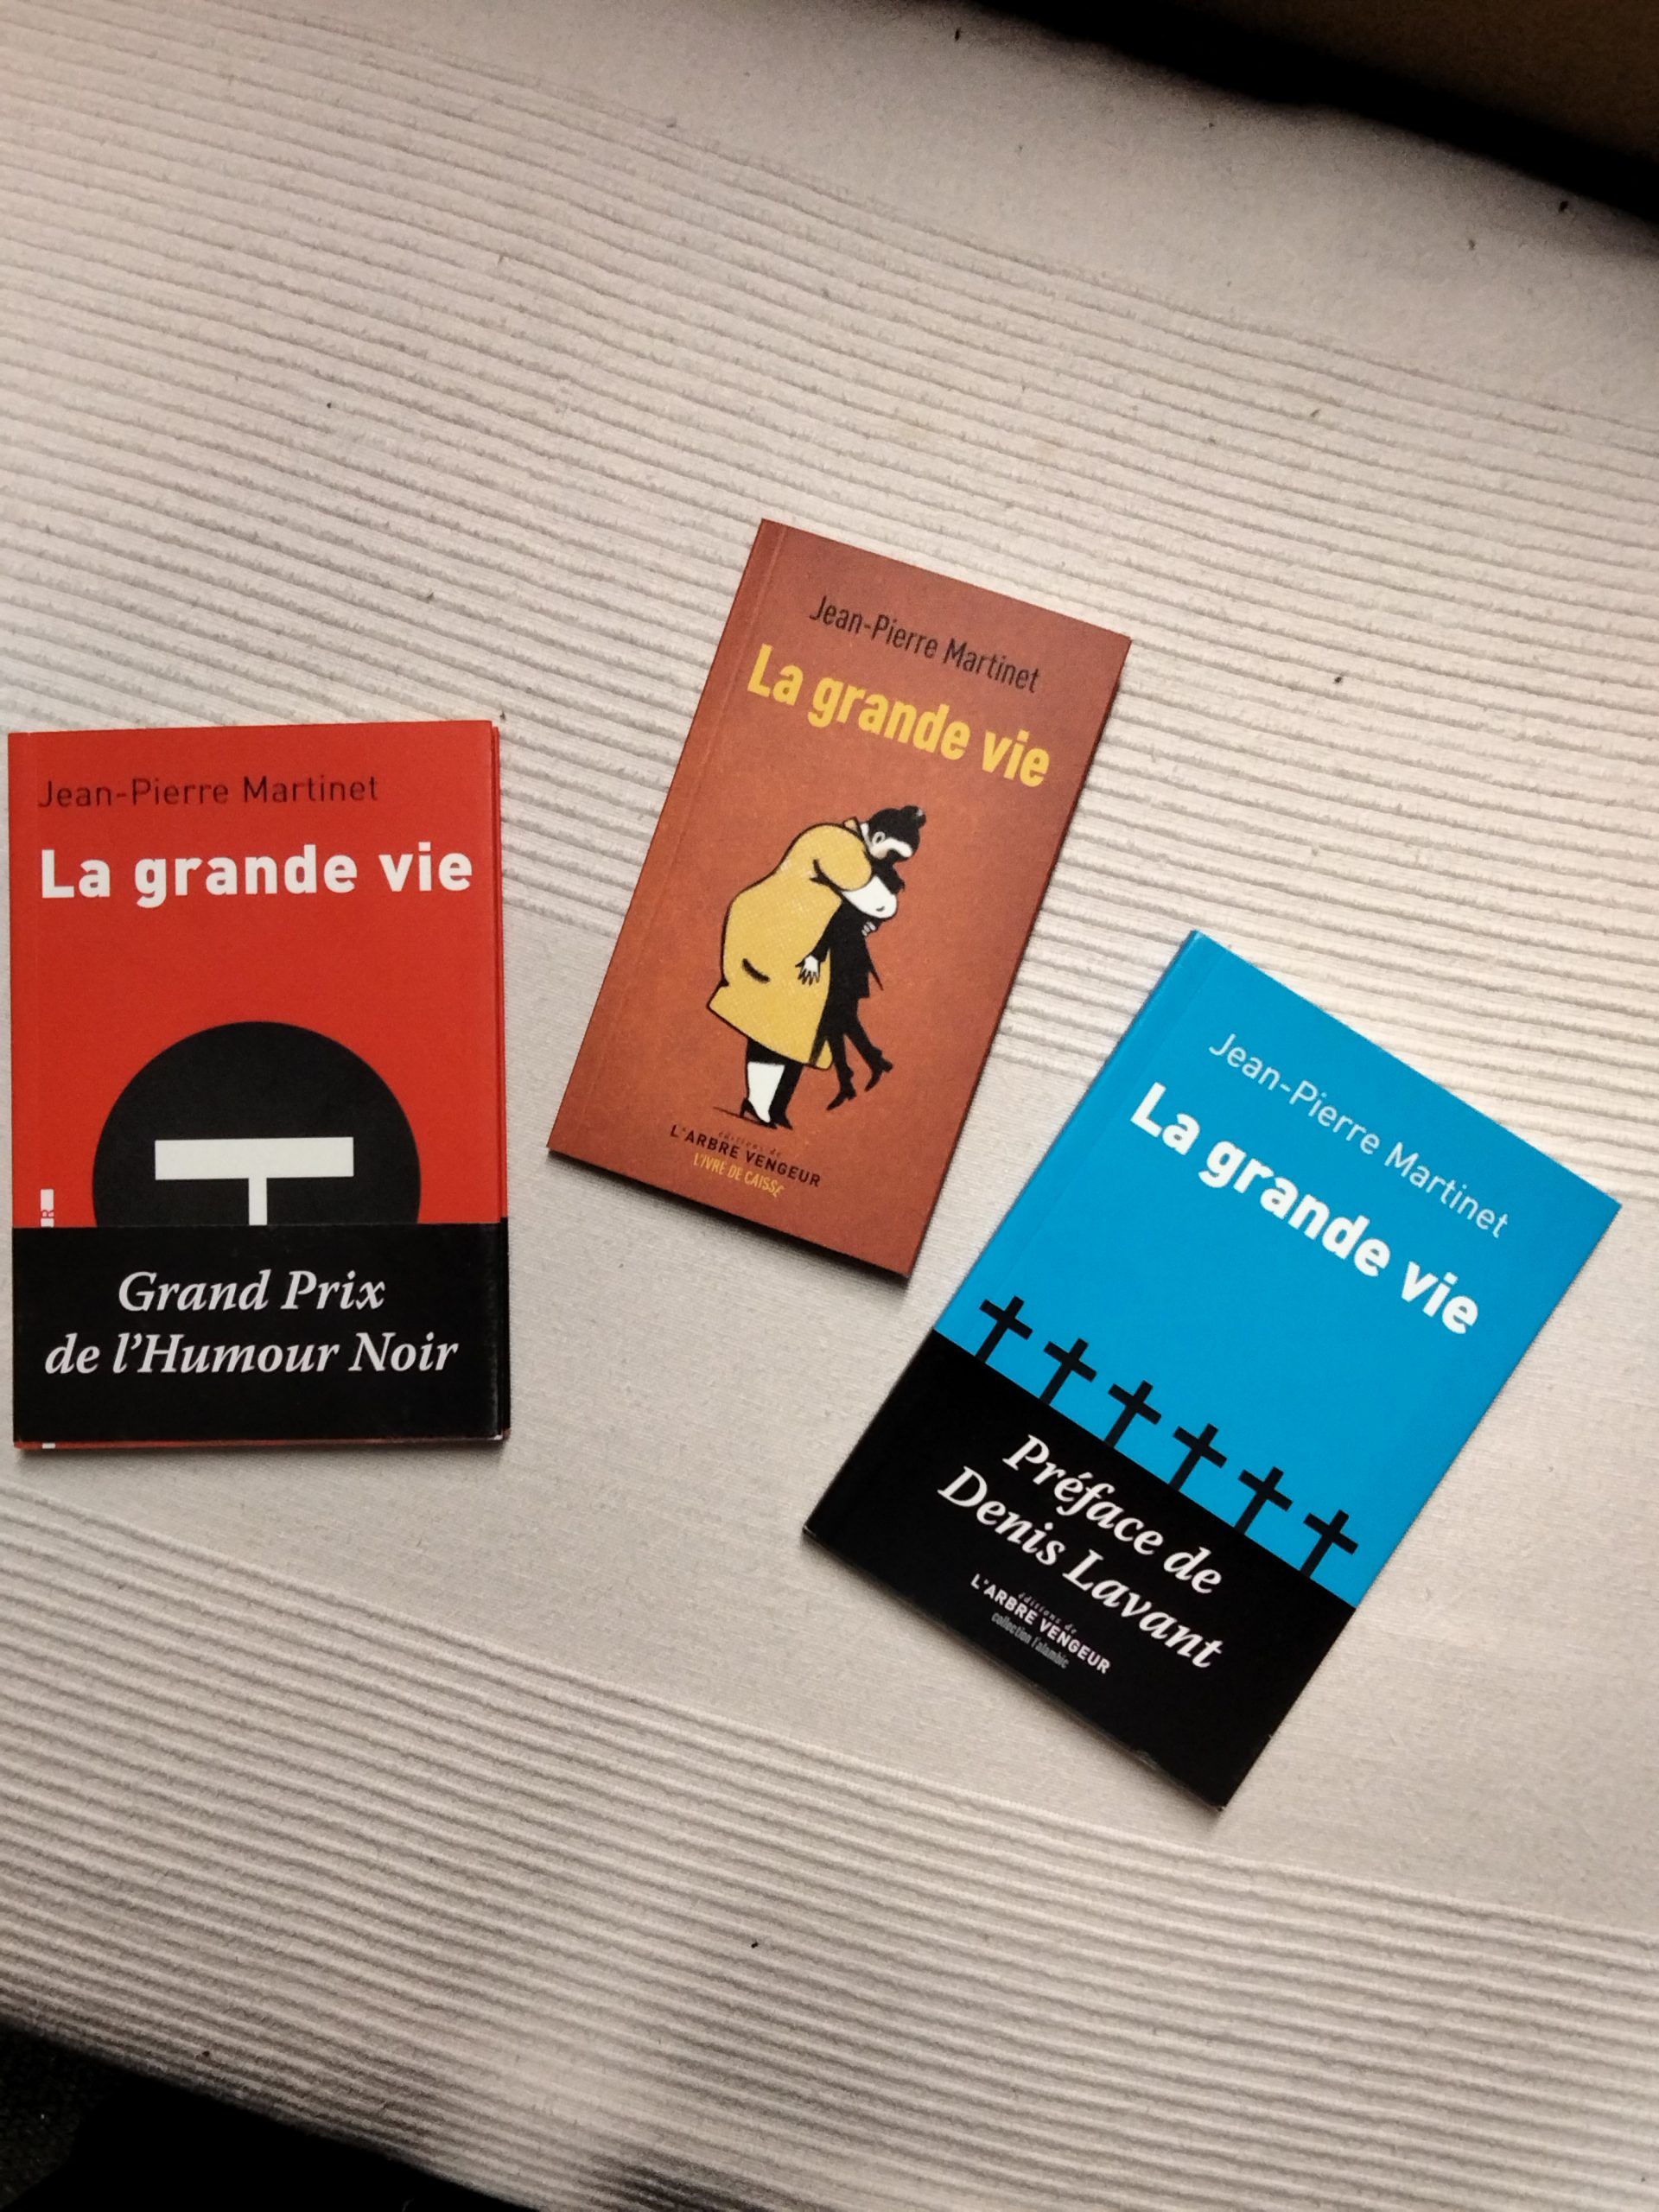 Jean-Pierre Martinet
La grande vie
Grand Prix
de l'Humour Noir
Jean-Pierre Martinet
La grande vie
éditions de
L'ARBRE VENGEUR
L'IVRE DE CAISSE
Jean-Pierre Martinet
La grande vie
Préface de
Denis Lavant
éditions de
L'ARBRE VENGEUR
collection l'alambic